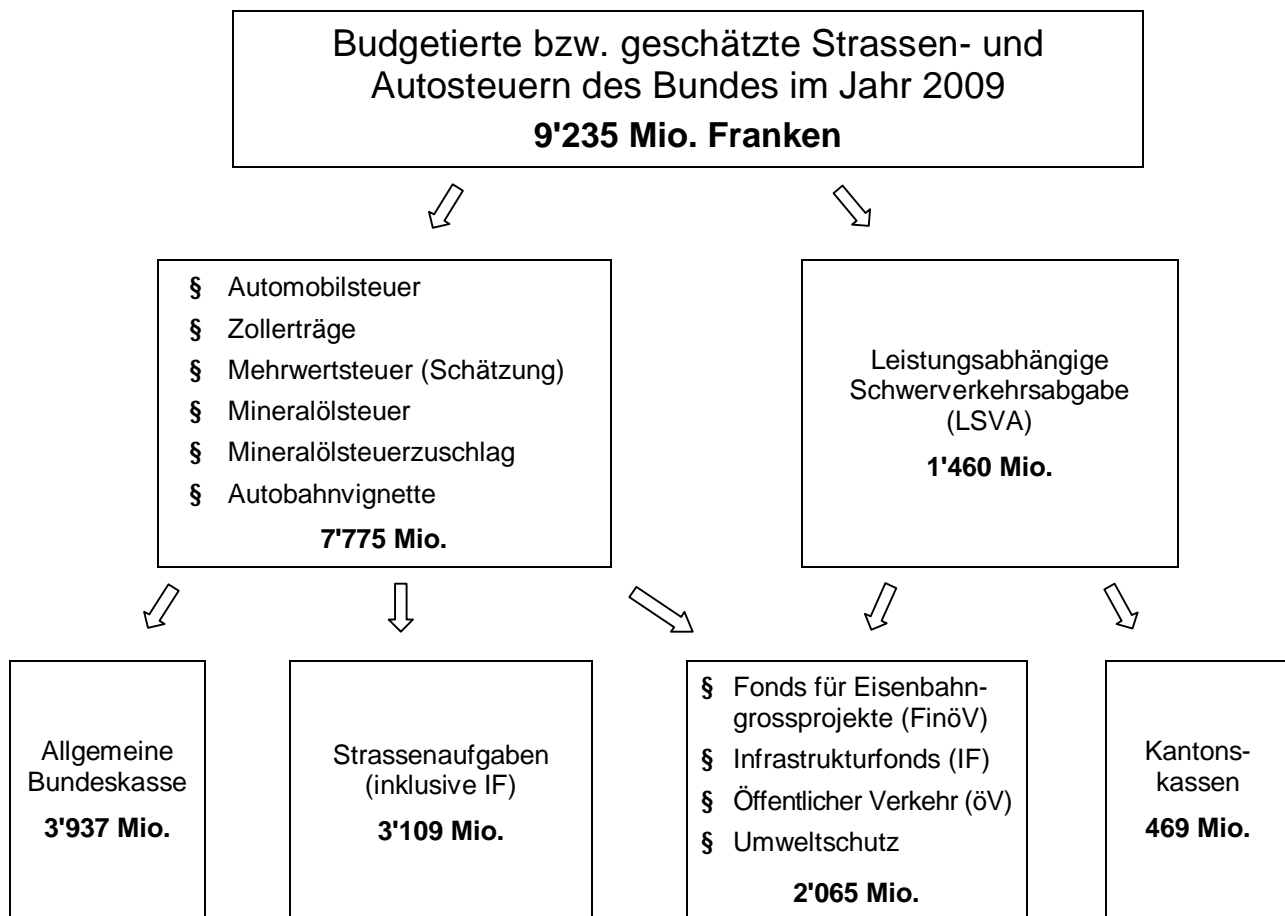 Budgetierte bzw. geschätzte Strassen- und
Autosteuern des Bundes im Jahr 2009
9'235 Mio. Franken
§ Automobilsteuer
§ Zollerträge
§ Mehrwertsteuer (Schätzung)
§ Mineralölsteuer
§ Mineralölsteuerzuschlag
§ Autobahnvignette
7'775 Mio.
Leistungsabhängige
Schwerverkehrsabgabe
(LSVA)
1'460 Mio.
Allgemeine
Bundeskasse
3'937 Mio.
Strassenaufgaben
(inklusive IF)
3'109 Mio.
§ Fonds für Eisenbahn-
grossprojekte (FinöV)
§ Infrastrukturfonds (IF)
§ Öffentlicher Verkehr (öV)
§ Umweltschutz
2'065 Mio.
Kantons-
kassen
469 Mio.